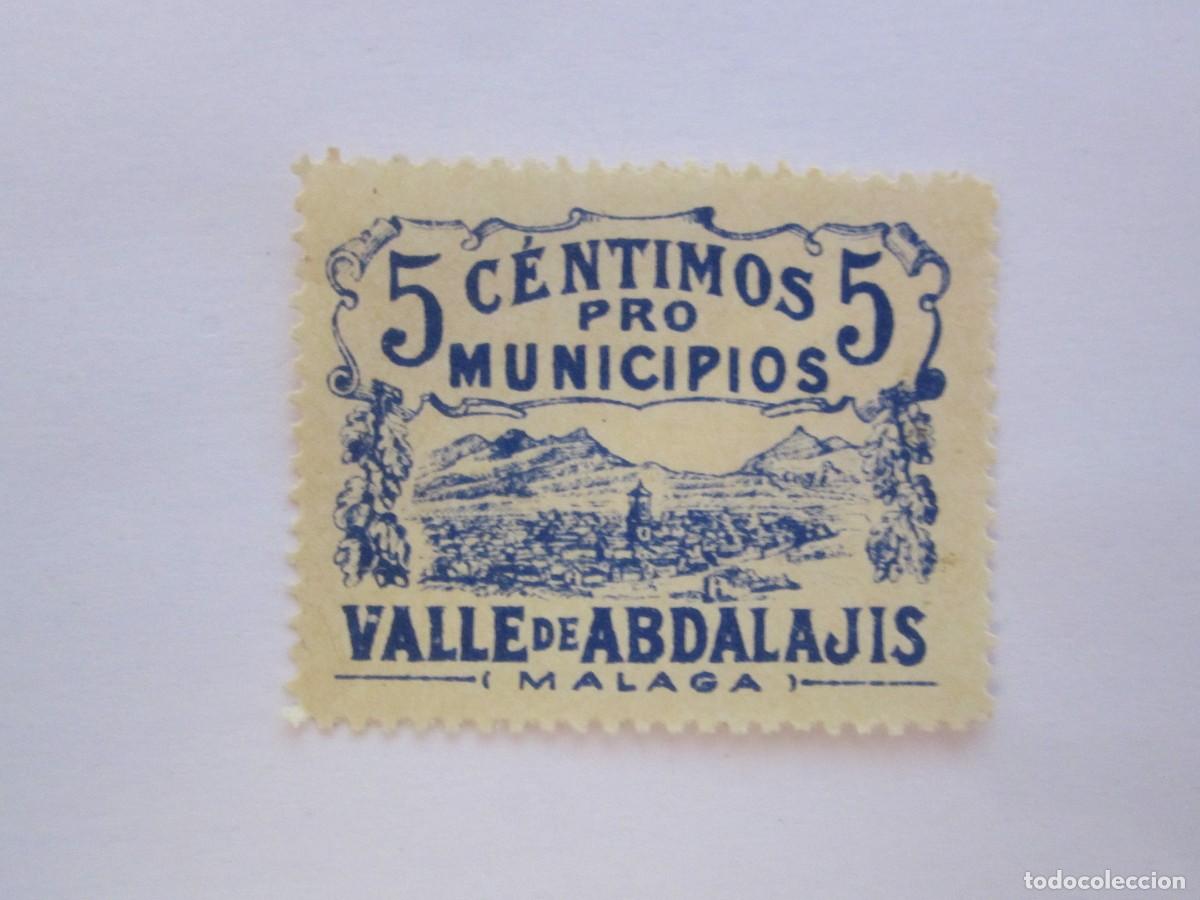 5 CÉNTIMOS 5
PRO
MUNICIPIOS
VALLE DE ABDALAJIS
(MALAGA)
todocoleccion